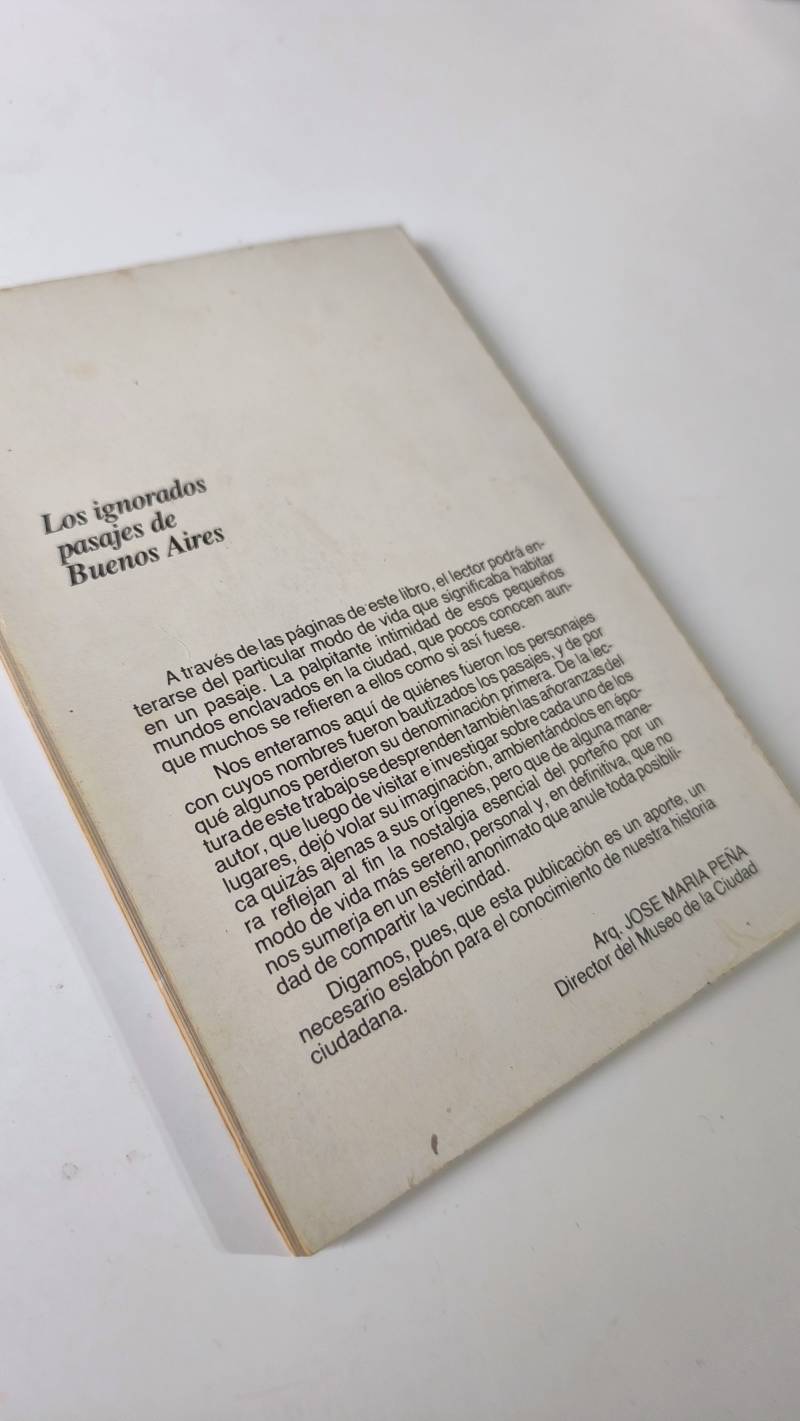 Los ignorados
pasajes de
Buenos Aires
A través de las páginas de este libro, el lector podrá en-
terarse del particular modo de vida que significaba habitar
en un pasaje. La palpitante intimidad de esos pequeños
mundos enclavados en la ciudad, que pocos conocen aun-
que muchos se refieren a ellos como si así fuese.
Nos enteramos aquí de quiénes fueron los personajes
con cuyos nombres fueron bautizados los pasajes, y de por
qué algunos perdieron su denominación primera. De la lec-
tura de este trabajo se desprenden también las añoranzas del
autor, que luego de visitar e investigar sobre cada uno de los
lugares, dejó volar su imaginación, ambientándolos en épo-
ca quizás ajenas a sus orígenes, pero que de alguna mane-
ra reflejan al fin la nostalgia esencial del porteño por un
modo de vida más sereno, personal y, en definitiva, que no
nos sumerja en un estéril anonimato que anule toda posibili-
dad de compartir la vecindad.
Digamos, pues, que esta publicación es un aporte, un
necesario eslabón para el conocimiento de nuestra historia
ciudadana.
Arq. JOSE MARIA PEÑA
Director del Museo de la Ciudad